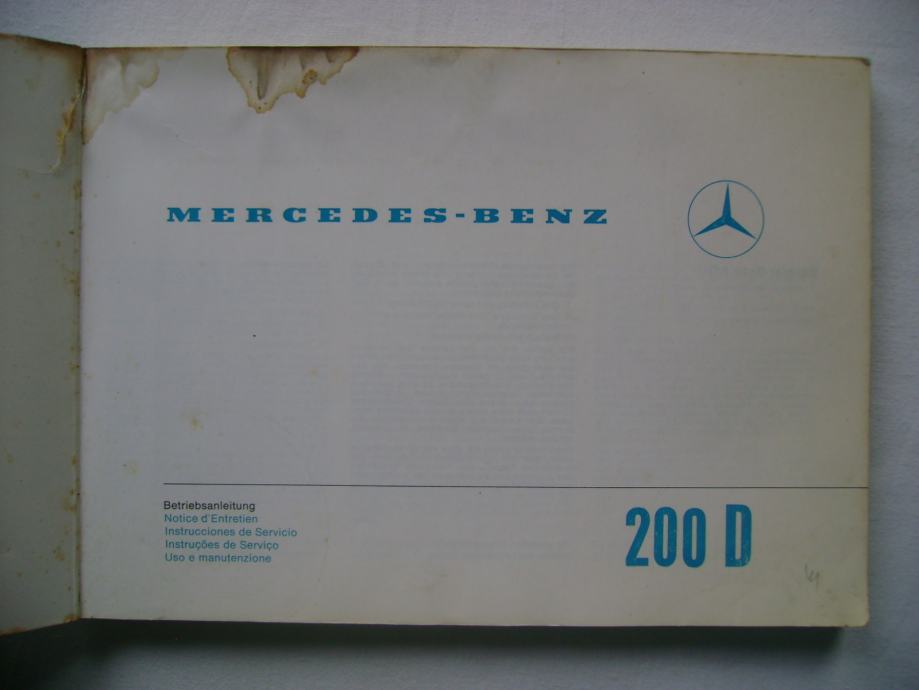 MERCEDES-BENZ
Betriebsanleitung
Notice d'Entretien
Instrucciones de Servicio
Instruções de Serviço
Uso e manutenzione
200 D